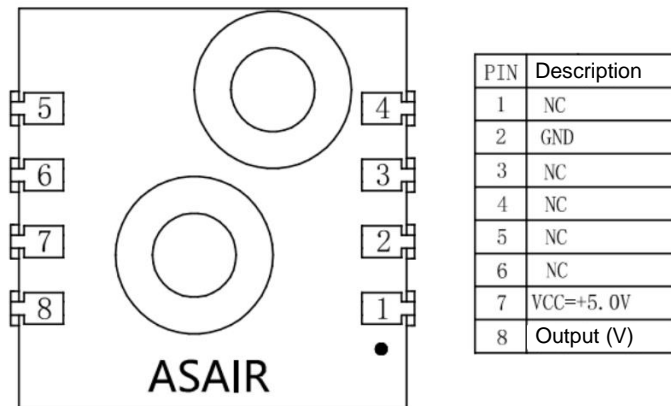 5 4
6 3
7 2
8 1
ASAIR
PIN Description
1 NC
2 GND
3 NC
4 NC
5 NC
6 NC
7 VCC=+5.0V
8 Output (V)